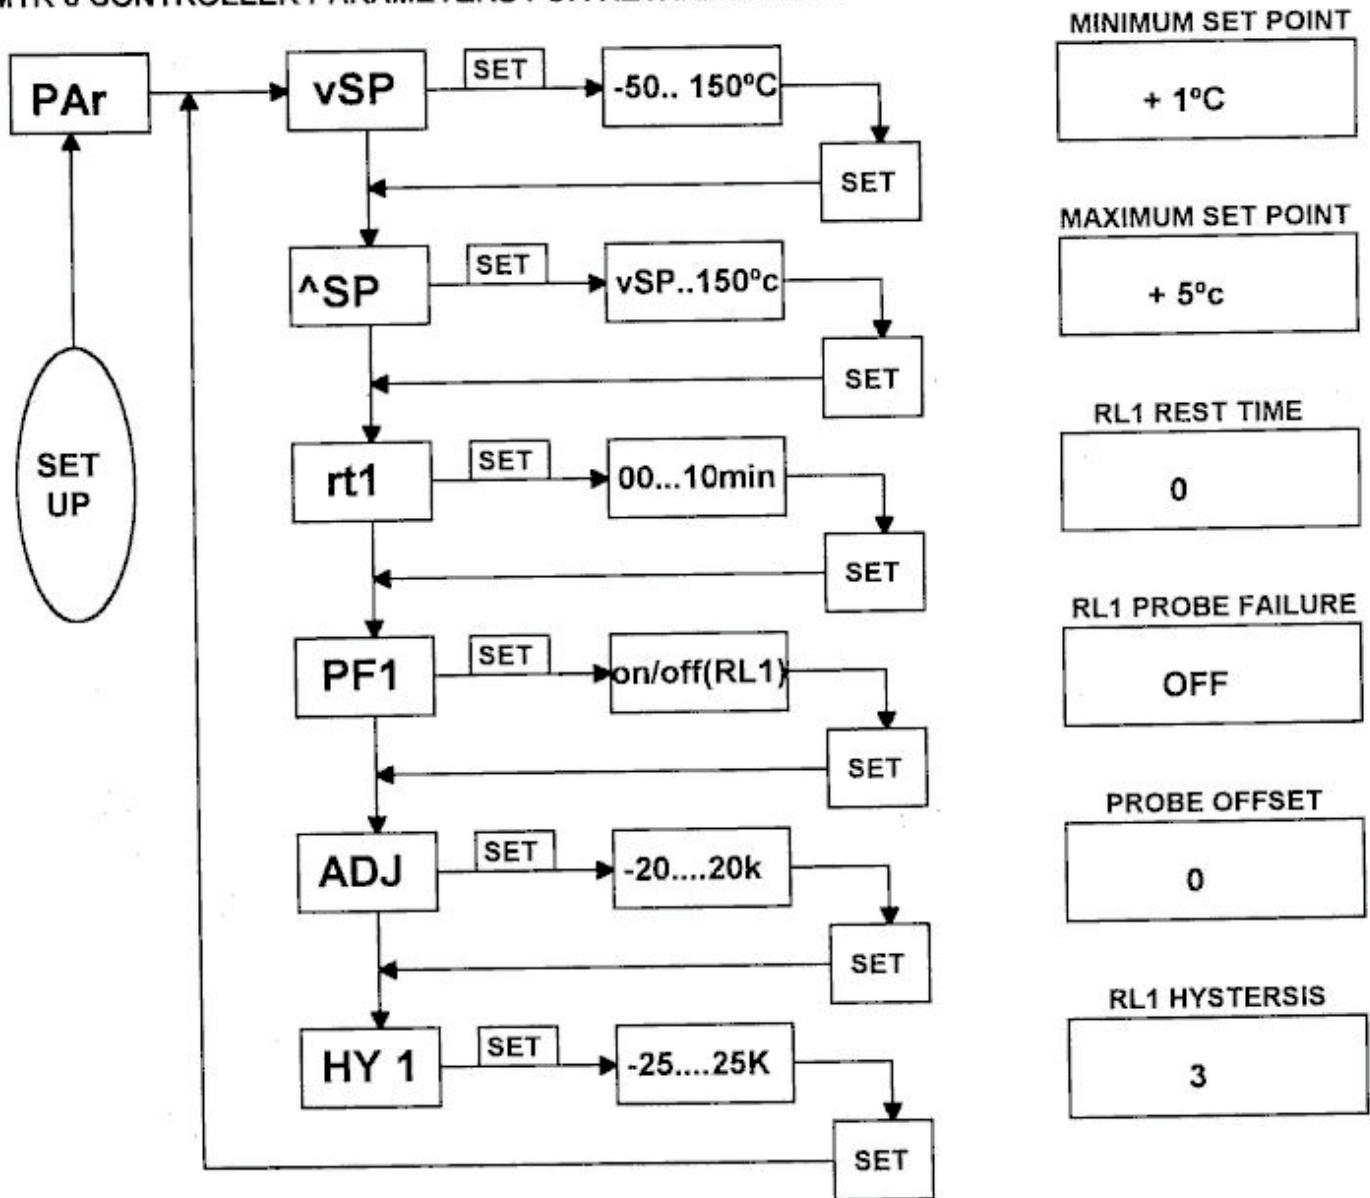 CONTROLLER PARAMETERS FOR
PAr
vSP
SET
-50.. 150ºC
SET
MINIMUM SET POINT
+ 1ºC
^SP
SET
vSP..150ºc
SET
MAXIMUM SET POINT
+ 5ºc
SET
UP
rt1
SET
00...10min
SET
RL1 REST TIME
0
PF1
SET
on/off(RL1)
SET
RL1 PROBE FAILURE
OFF
ADJ
SET
-20....20k
SET
PROBE OFFSET
0
HY 1
SET
-25....25K
SET
RL1 HYSTERSIS
3